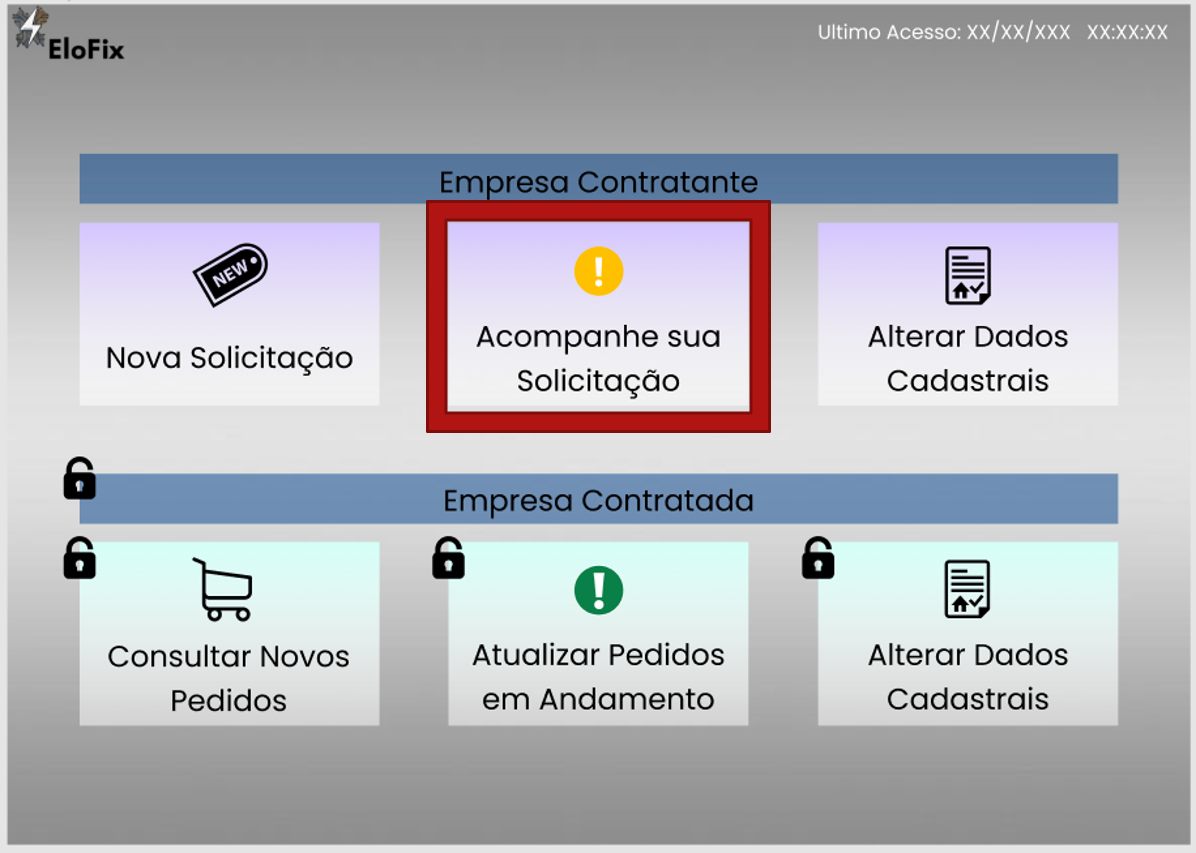 EloFix
Ultimo Acesso: XX/XX/XXX XX:XX:XX
Empresa Contratante
NEW
Nova Solicitação
Acompanhe sua
Solicitação
Alterar Dados
Cadastrais
Empresa Contratada
Consultar Novos
Pedidos
Atualizar Pedidos
em Andamento
Alterar Dados
Cadastrais